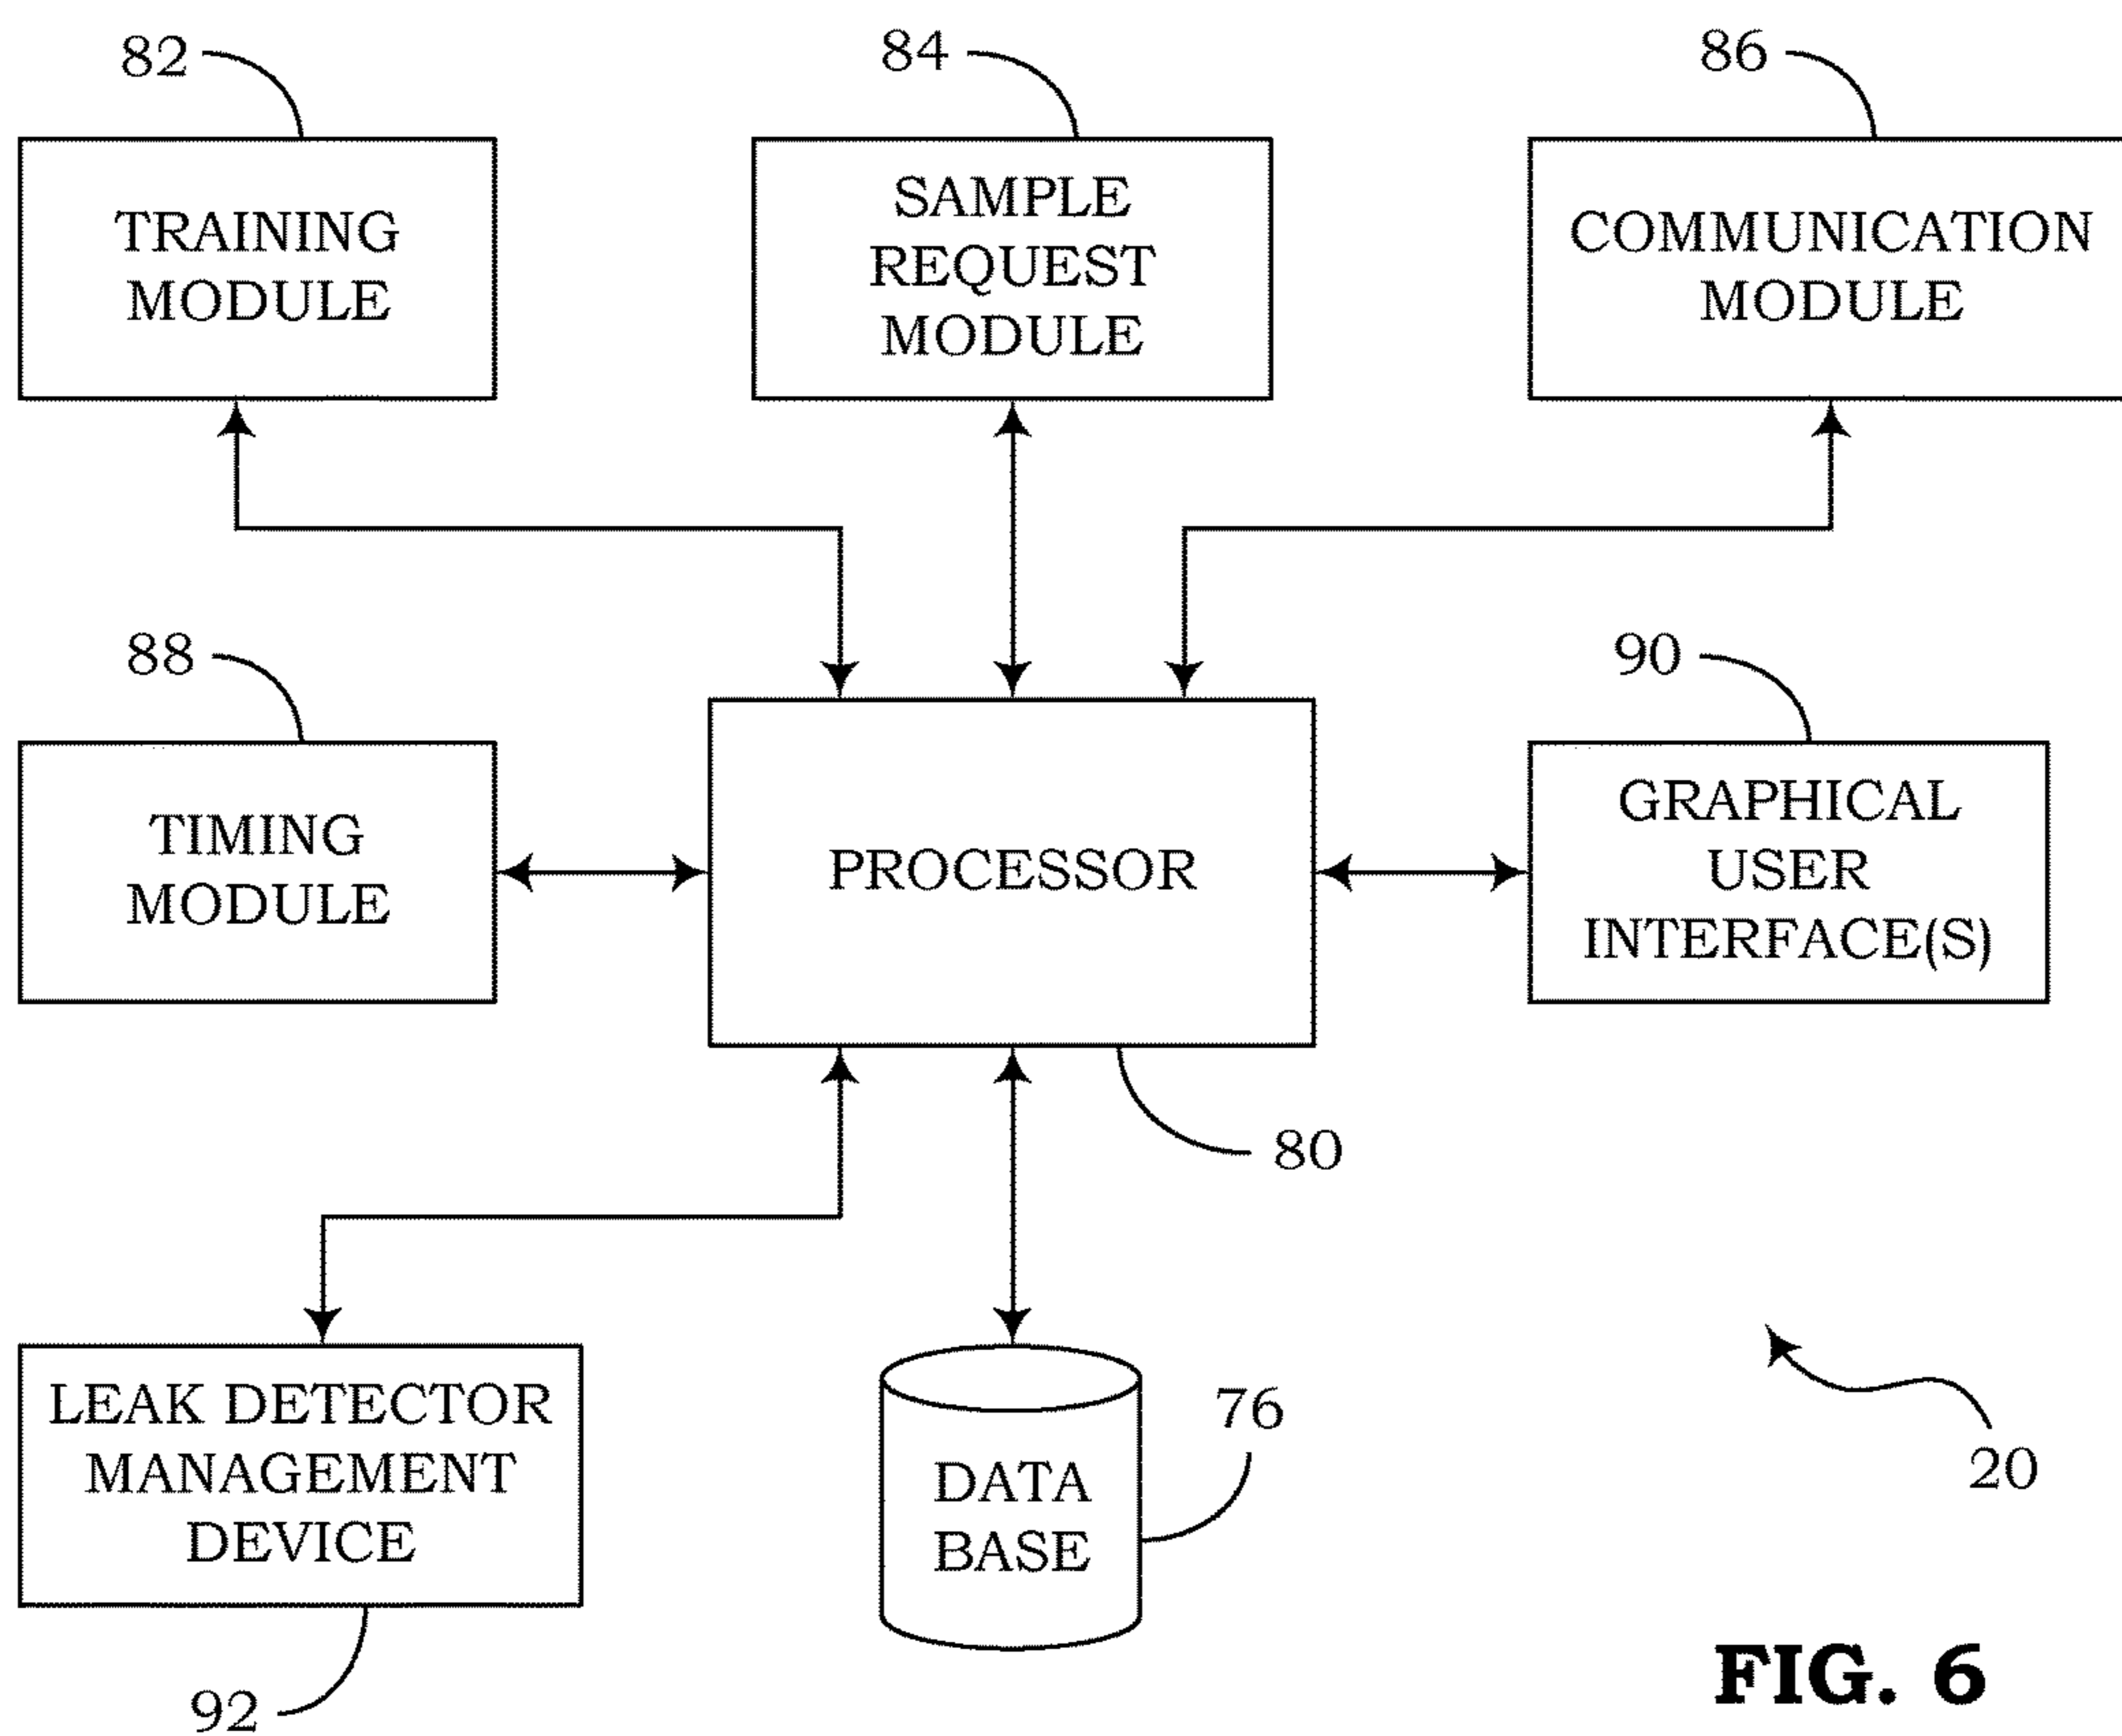 82
84
86
TRAINING
MODULE
SAMPLE
REQUEST
MODULE
COMMUNICATION
MODULE
88
90
TIMING
MODULE
PROCESSOR
GRAPHICAL
USER
INTERFACE(S)
80
LEAK DETECTOR
MANAGEMENT
DEVICE
DATA
BASE
76
20
92
FIG. 6